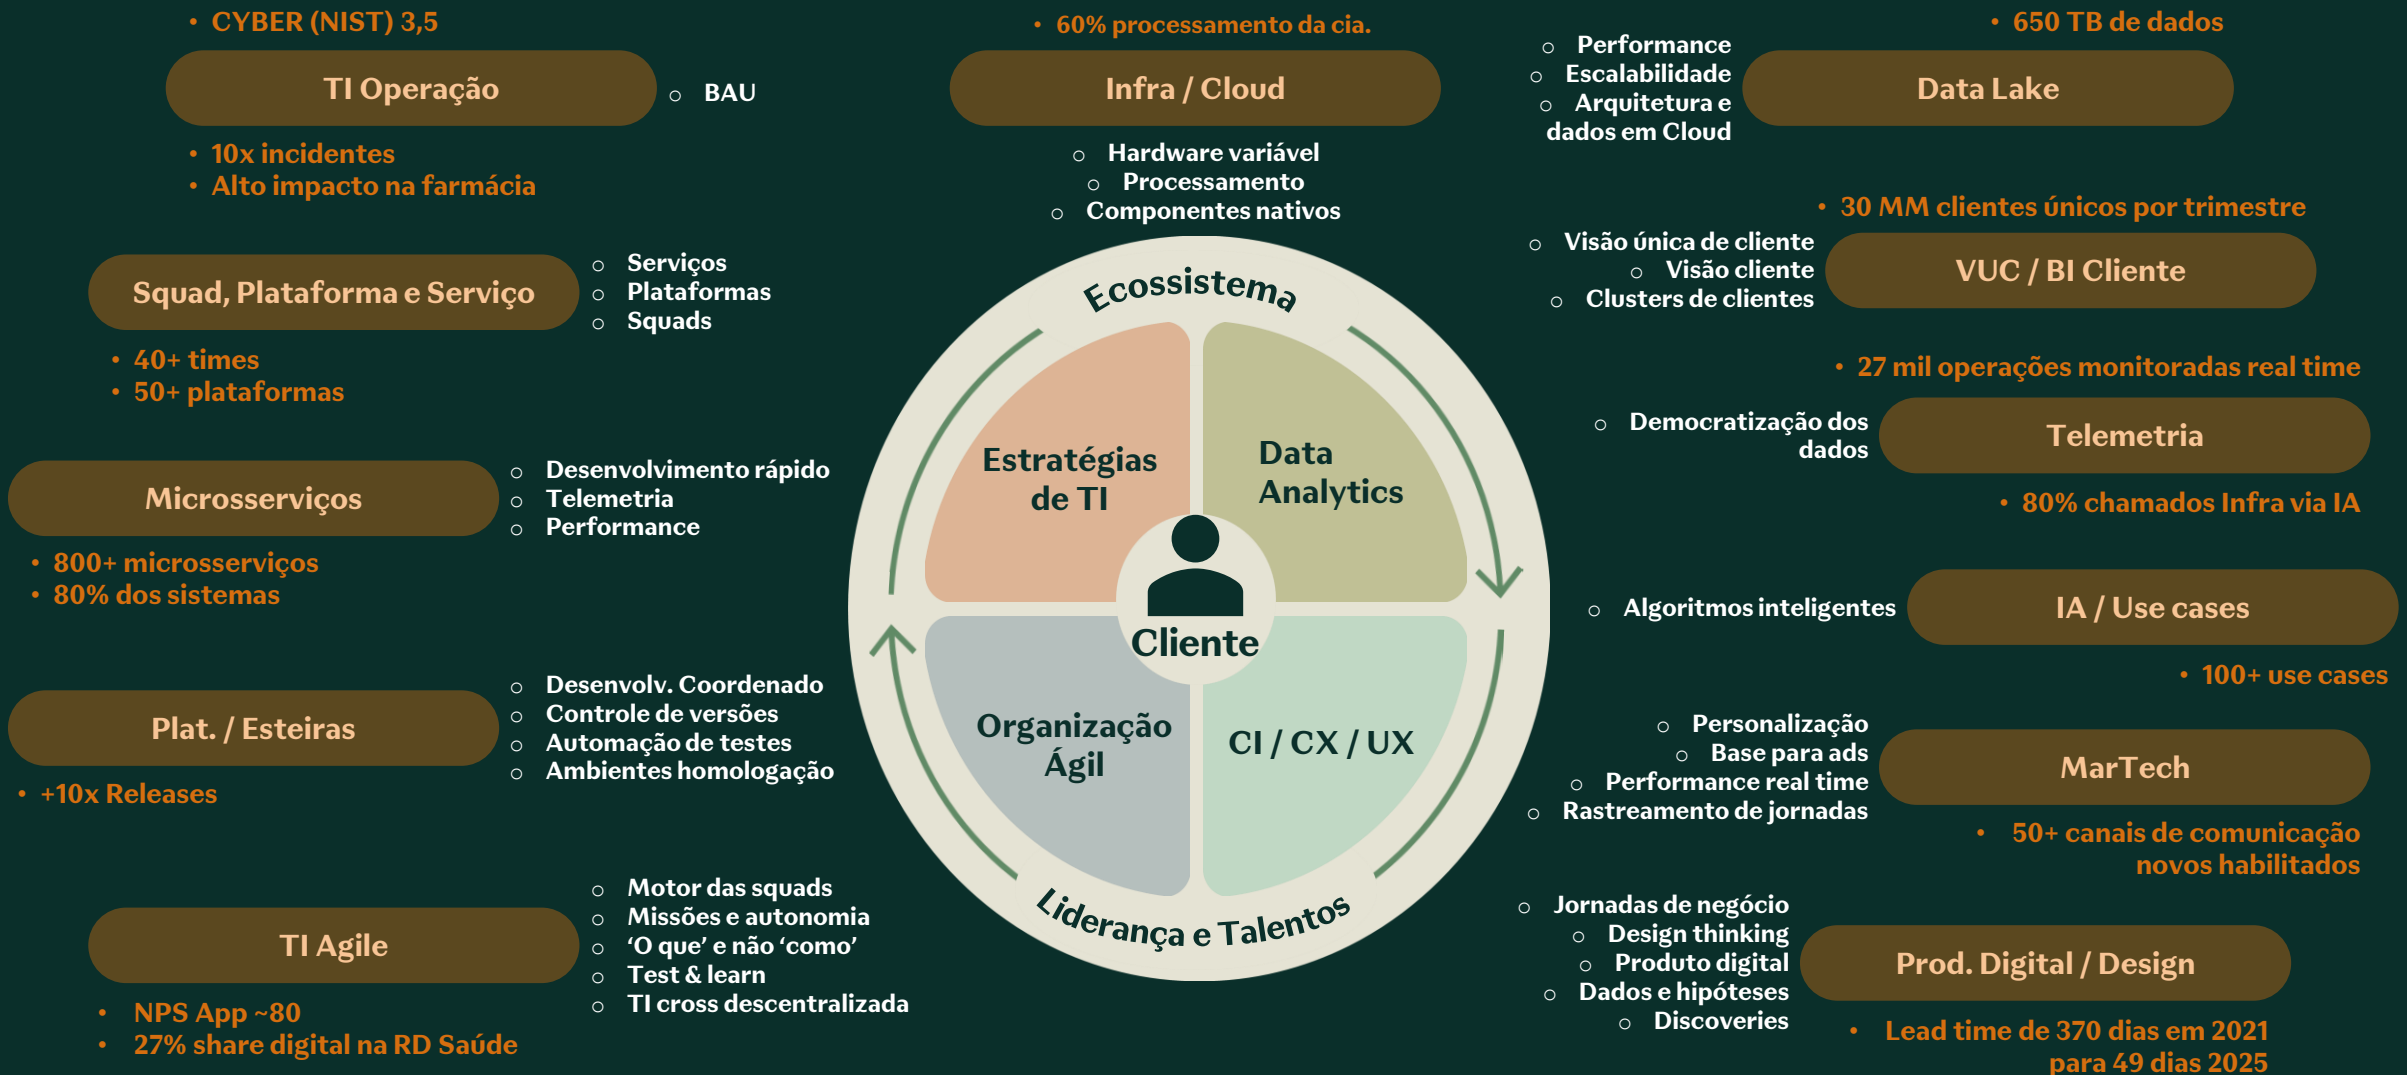 • CYBER (NIST) 3,5
TI Operação
○ BAU
• 10x incidentes
• Alto impacto na farmácia
Squad, Plataforma e Serviço
○ Serviços
○ Plataformas
○ Squads
• 40+ times
• 50+ plataformas
Microsserviços
○ Desenvolvimento rápido
○ Telemetria
○ Performance
• 800+ microsserviços
• 80% dos sistemas
Plat. / Esteiras
○ Desenvolv. Coordenado
○ Controle de versões
○ Automação de testes
○ Ambientes homologação
• +10x Releases
TI Agile
○ Motor das squads
○ Missões e autonomia
○ ‘O que’ e não ‘como’
○ Test & learn
○ TI cross descentralizada
• NPS App ~80
• 27% share digital na RD Saúde
• 60% processamento da cia.
Infra / Cloud
○ Hardware variável
○ Processamento
○ Componentes nativos
Ecossistema
Estratégias
de TI
Data
Analytics
Cliente
Organização
Ágil
CI / CX / UX
Liderança e Talentos
• 650 TB de dados
○ Performance
○ Escalabilidade
○ Arquitetura e
dados em Cloud
Data Lake
• 30 MM clientes únicos por trimestre
○ Visão única de cliente
○ Visão cliente
○ Clusters de clientes
VUC / BI Cliente
• 27 mil operações monitoradas real time
○ Democratização dos
dados
Telemetria
• 80% chamados Infra via IA
○ Algoritmos inteligentes
IA / Use cases
• 100+ use cases
○ Personalização
○ Base para ads
○ Performance real time
○ Rastreamento de jornadas
MarTech
• 50+ canais de comunicação
novos habilitados
○ Jornadas de negócio
○ Design thinking
○ Produto digital
○ Dados e hipóteses
○ Discoveries
Prod. Digital / Design
• Lead time de 370 dias em 2021
para 49 dias 2025